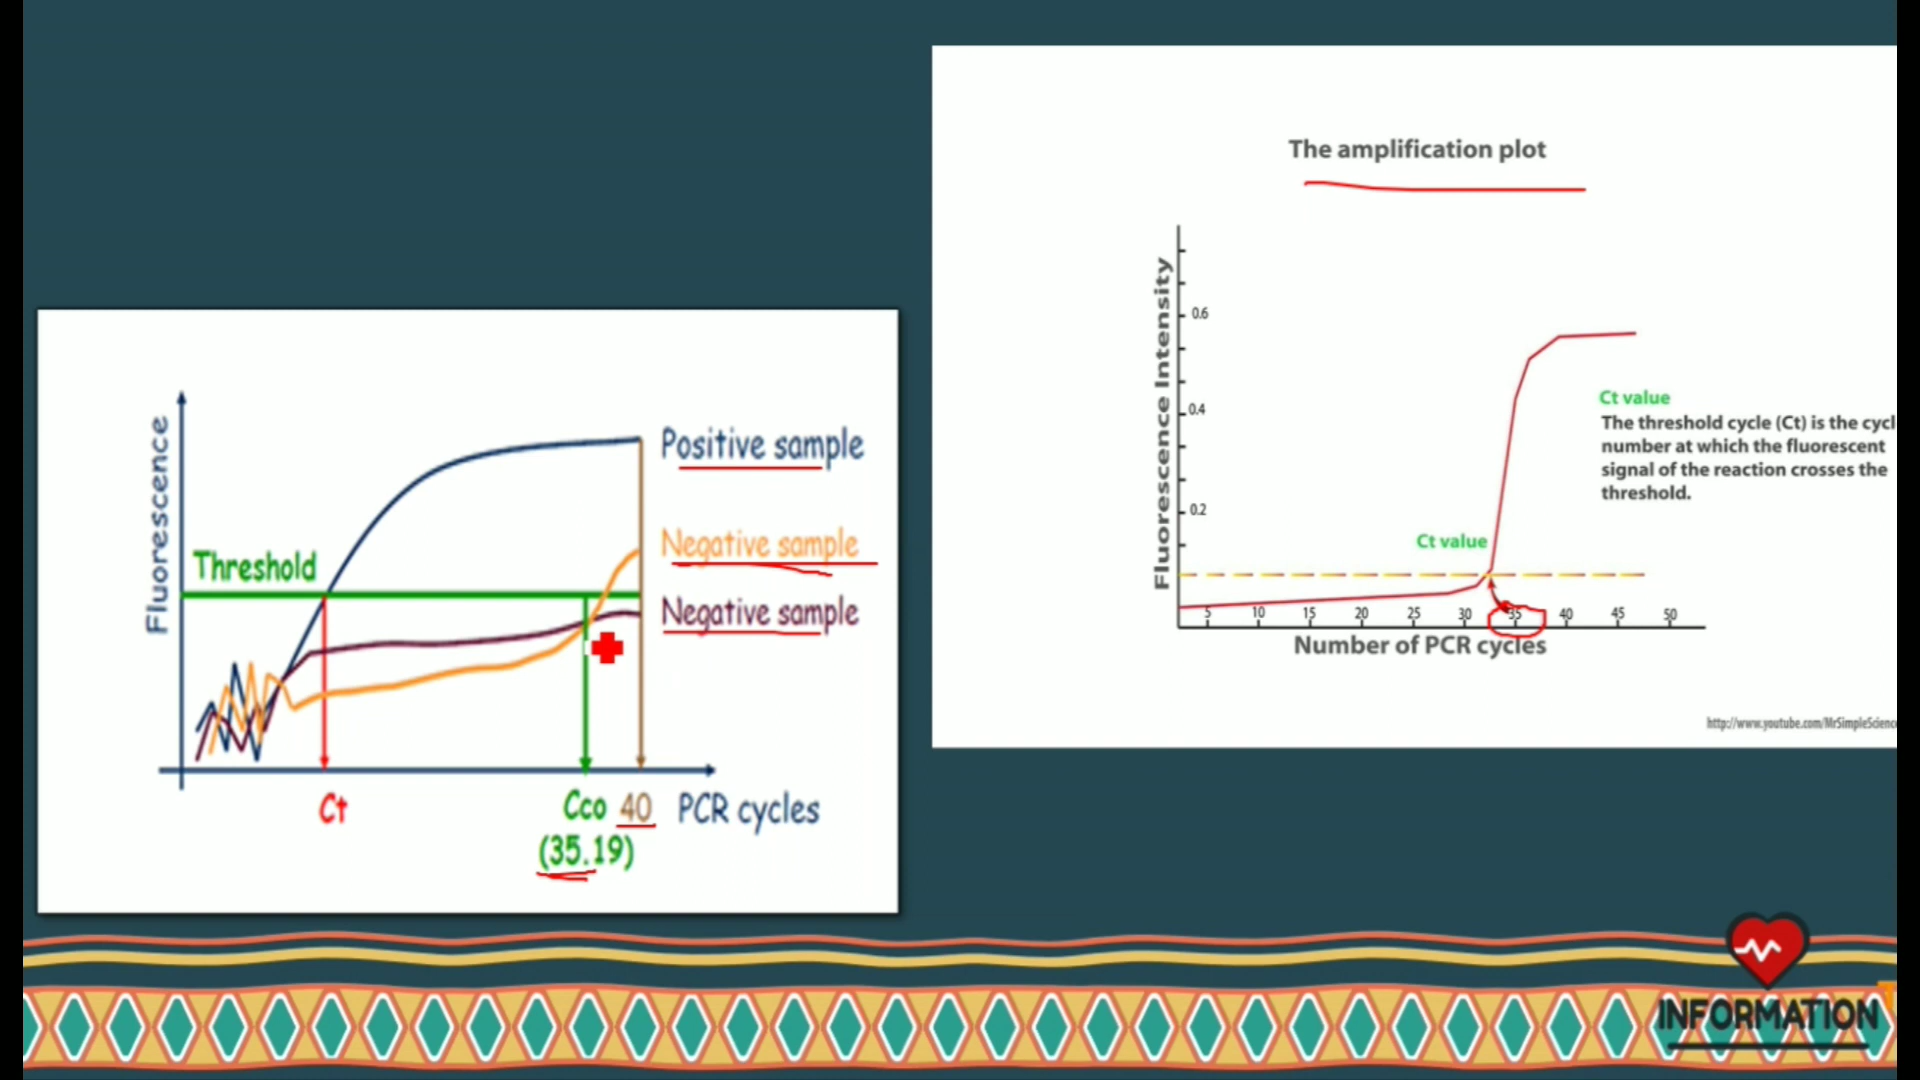 Fluorescence
Threshold
Positive sample
Negative sample
Negative sample
Ct
Cco
40
PCR cycles
(35.19)
The amplification plot
Fluorescence Intensity
0.6
0.4
0.2
Ct value
5
10
15
20
25
30
35
40
45
50
Number of PCR cycles
Ct value
The threshold cycle (Ct) is the cycl
number at which the fluorescent
signal of the reaction crosses the
threshold.
http://www.youtube.com/MrSimpleScienc
INFORMATION